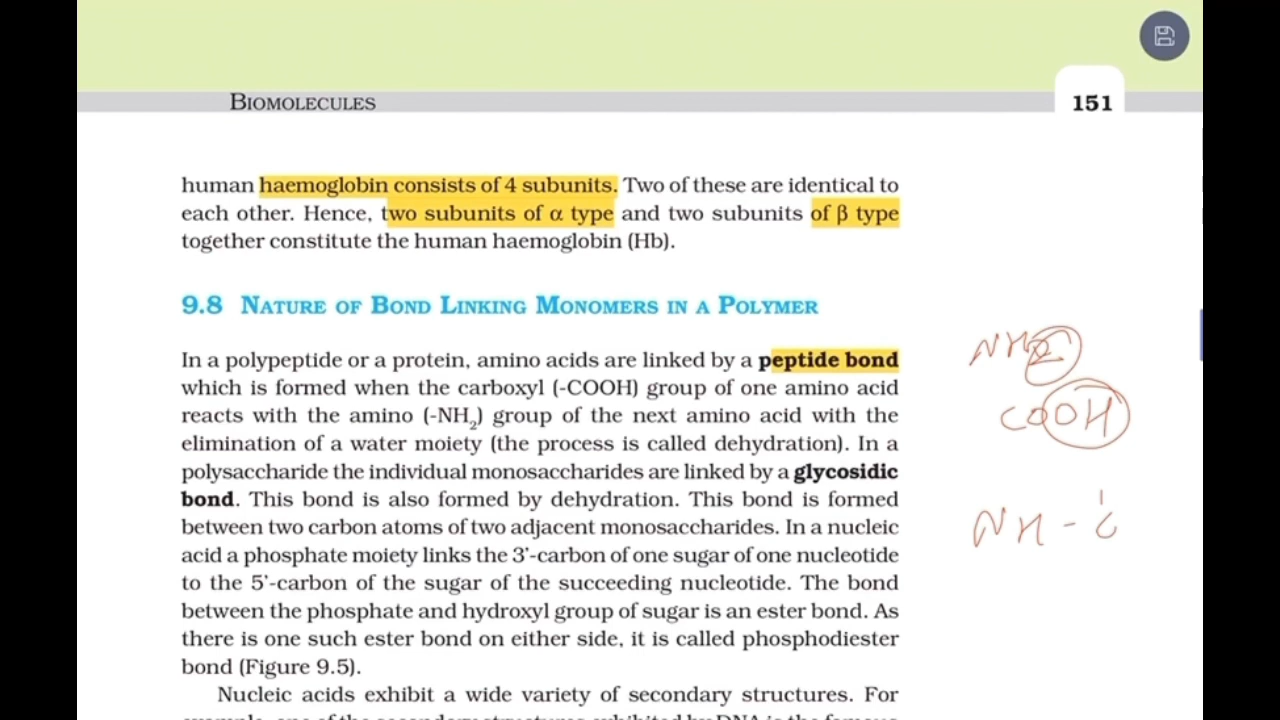 BIOMOLECULES
151
human haemoglobin consists of 4 subunits. Two of these are identical to
each other. Hence, two subunits of α type and two subunits of β type
together constitute the human haemoglobin (Hb).
9.8 NATURE OF BOND LINKING MONOMERS IN A POLYMER
In a polypeptide or a protein, amino acids are linked by a peptide bond
which is formed when the carboxyl (-COOH) group of one amino acid
reacts with the amino (-NH₂) group of the next amino acid with the
elimination of a water moiety (the process is called dehydration). In a
polysaccharide the individual monosaccharides are linked by a glycosidic
bond. This bond is also formed by dehydration. This bond is formed
between two carbon atoms of two adjacent monosaccharides. In a nucleic
acid a phosphate moiety links the 3'-carbon of one sugar of one nucleotide
to the 5'-carbon of the sugar of the succeeding nucleotide. The bond
between the phosphate and hydroxyl group of sugar is an ester bond. As
there is one such ester bond on either side, it is called phosphodiester
bond (Figure 9.5).
Nucleic acids exhibit a wide variety of secondary structures. For
NH2
COOH
NH-C